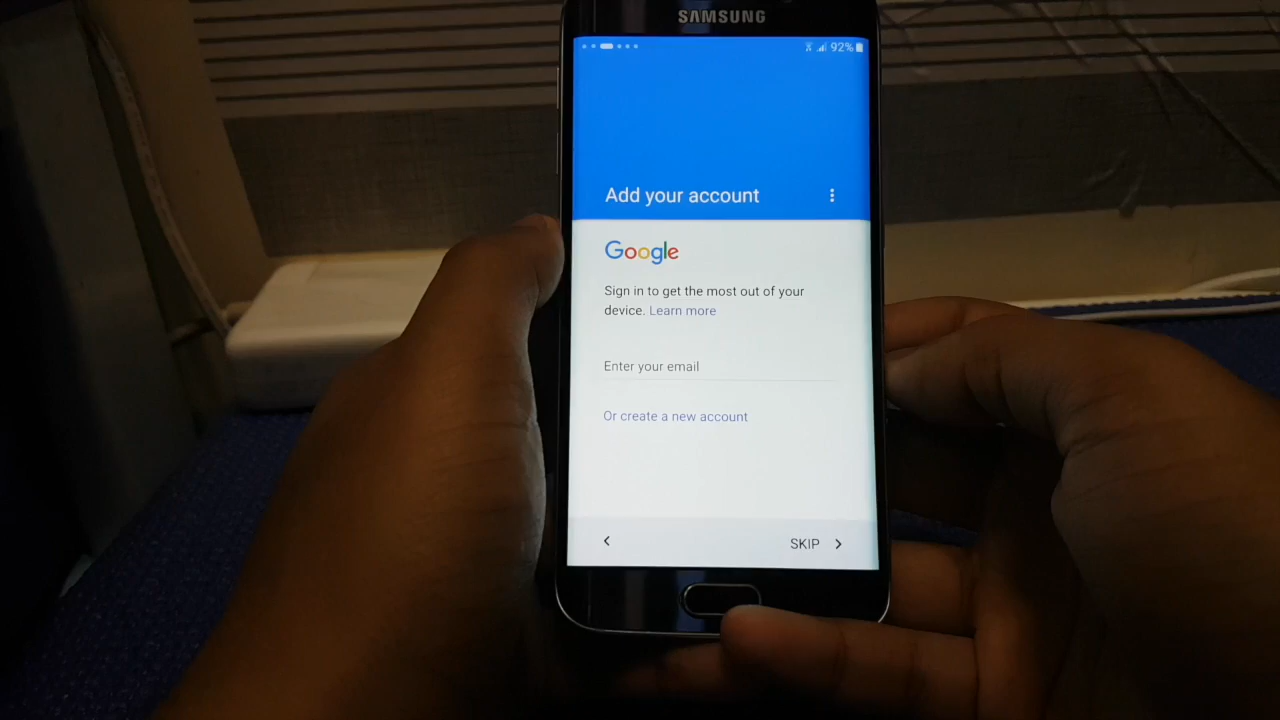 SAMSUNG
92%
Add your account
Google
Sign in to get the most out of your
device. Learn more
Enter your email
Or create a new account
SKIP